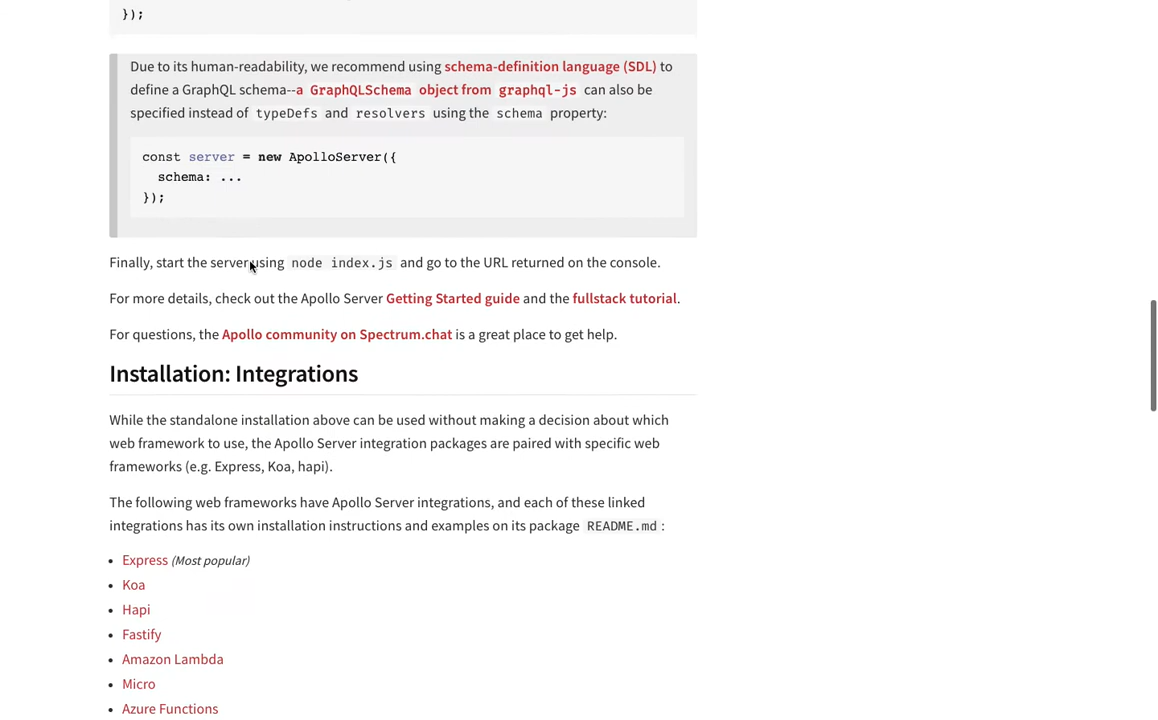 });
Due to its human-readability, we recommend using schema-definition language (SDL) to
define a GraphQL schema--a GraphQLSchema object from graphql-js can also be
specified instead of typeDefs and resolvers using the schema property:
const server = new ApolloServer({
  schema: ...
});
Finally, start the server using node index.js and go to the URL returned on the console.
For more details, check out the Apollo Server Getting Started guide and the fullstack tutorial.
For questions, the Apollo community on Spectrum.chat is a great place to get help.
Installation: Integrations
While the standalone installation above can be used without making a decision about which
web framework to use, the Apollo Server integration packages are paired with specific web
frameworks (e.g. Express, Koa, hapi).
The following web frameworks have Apollo Server integrations, and each of these linked
integrations has its own installation instructions and examples on its package README.md :
• Express (Most popular)
• Koa
• Hapi
• Fastify
• Amazon Lambda
• Micro
• Azure Functions